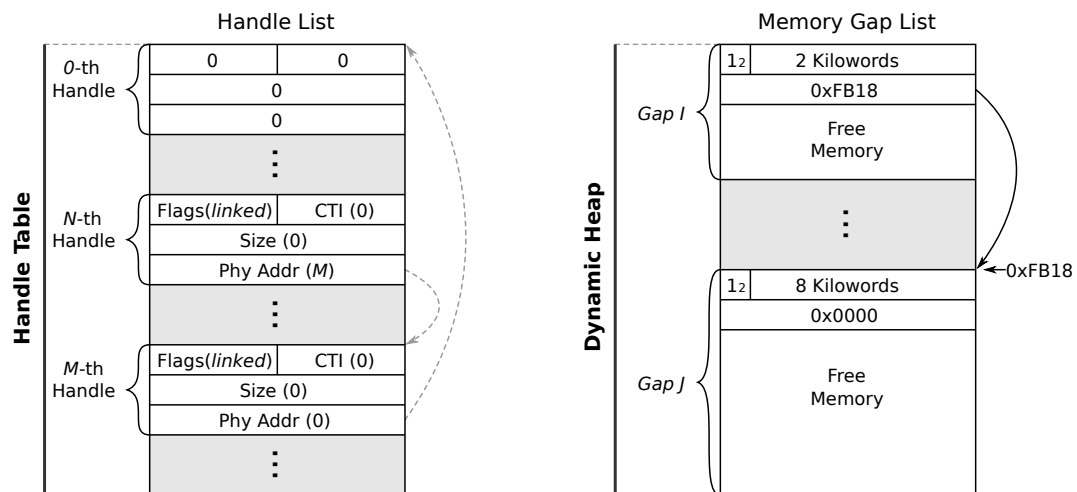 Handle List
Handle Table
0-th
Handle
0 0
0
0
⋮
N-th
Handle
Flags(linked) CTI (0)
Size (0)
Phy Addr (M)
⋮
M-th
Handle
Flags(linked) CTI (0)
Size (0)
Phy Addr (0)
⋮
Memory Gap List
Dynamic Heap
Gap I
1₂ 2 Kilowords
0xFB18
Free
Memory
⋮
0xFB18
Gap J
1₂ 8 Kilowords
0x0000
Free
Memory